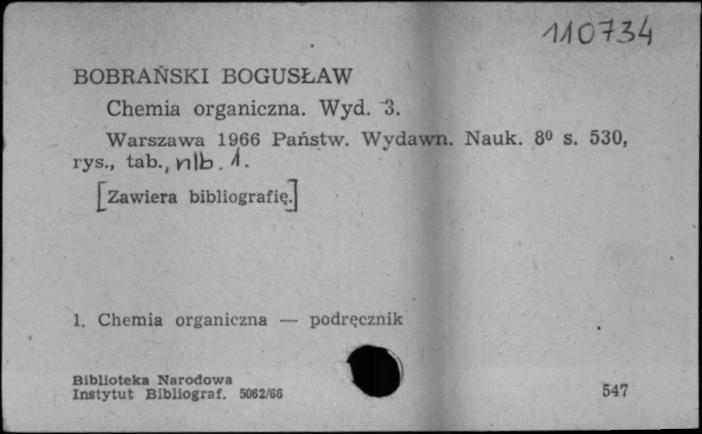 110734
BOBRAŃSKI BOGUSŁAW
Chemia organiczna. Wyd. 3.
Warszawa 1966 Państw. Wydawn. Nauk. 8⁰ s. 530,
rys., tab., nlb. 1.
[Zawiera bibliografię.]
1. Chemia organiczna — podręcznik
Biblioteka Narodowa
Instytut Bibliograf. 5062/66
547